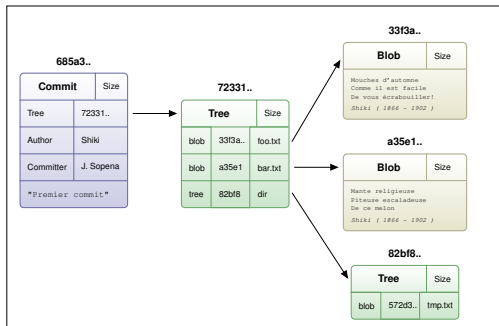 685a3..
Commit Size
Tree 72331..
Author Shiki
Committer J. Sopena
"Premier commit"
72331..
Tree Size
blob 33f3a.. foo.txt
blob a35e1 bar.txt
tree 82bf8 dir
33f3a..
Blob Size
Mouches d'automne
Comme il est facile
De vous écrabouiller!
Shiki ( 1866 - 1902 )
a35e1..
Blob Size
Mante religieuse
Piteuse escaladeuse
De ce melon
Shiki ( 1866 - 1902 )
82bf8..
Tree Size
blob 572d3.. tmp.txt